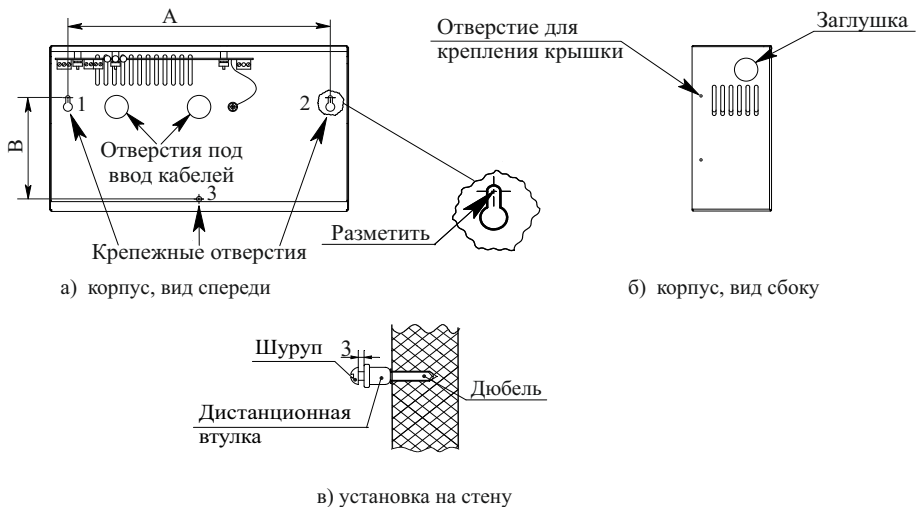 А
В
1
2
3
Отверстия под
ввод кабелей
Разметить
Крепежные отверстия
а) корпус, вид спереди
Отверстие для
крепления крышки
Заглушка
б) корпус, вид сбоку
Шуруп
3
Дистанционная
втулка
Дюбель
в) установка на стену